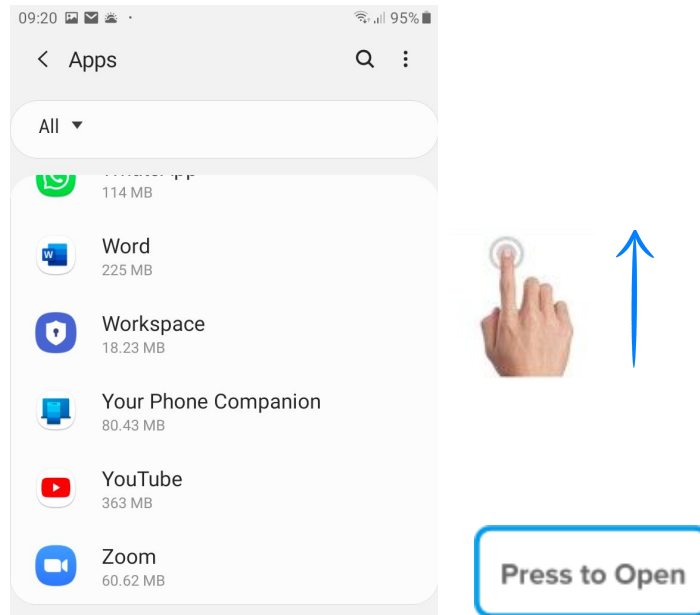 09:20
95%
Apps
All
114 MB
Word
225 MB
Workspace
18.23 MB
Your Phone Companion
80.43 MB
YouTube
363 MB
Zoom
60.62 MB
Press to Open